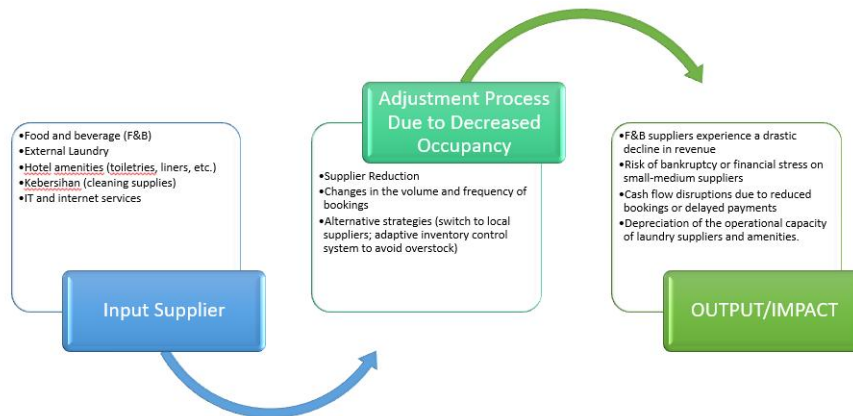 •Food and beverage (F&B)
•External Laundry
•Hotel amenities (toiletries, liners, etc.)
•Kebersihan (cleaning supplies)
•IT and internet services
Input Supplier
Adjustment Process
Due to Decreased
Occupancy
•Supplier Reduction
•Changes in the volume and frequency of
bookings
•Alternative strategies (switch to local
suppliers; adaptive inventory control
system to avoid overstock)
•F&B suppliers experience a drastic
decline in revenue
•Risk of bankruptcy or financial stress on
small-medium suppliers
•Cash flow disruptions due to reduced
bookings or delayed payments
•Depreciation of the operational capacity
of laundry suppliers and amenities.
OUTPUT/IMPACT